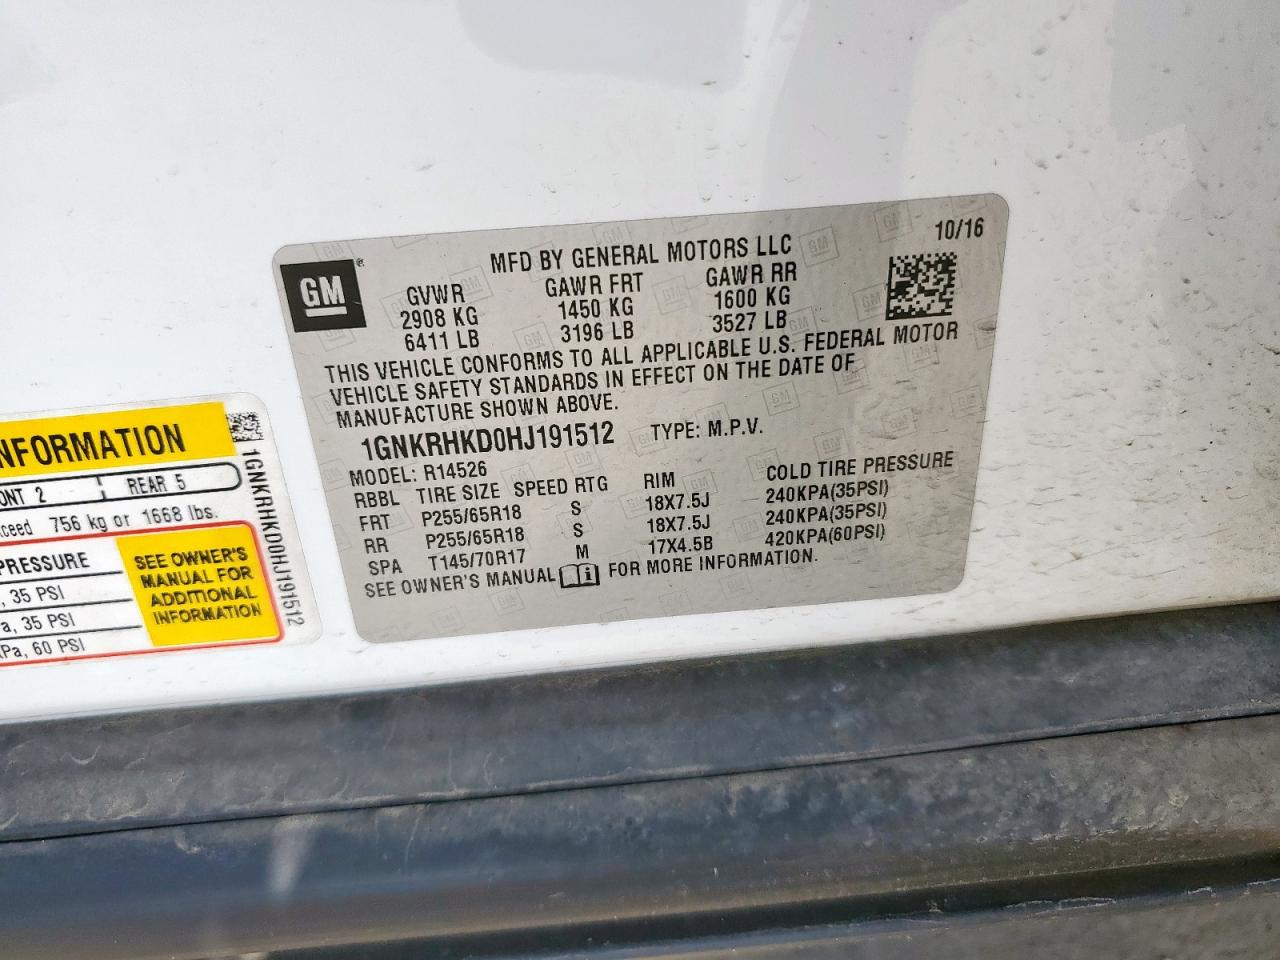 10/16
MFD BY GENERAL MOTORS LLC
GM
GVWR GAWR FRT GAWR RR
2908 KG 1450 KG 1600 KG
6411 LB 3196 LB 3527 LB
THIS VEHICLE CONFORMS TO ALL APPLICABLE U.S. FEDERAL MOTOR
VEHICLE SAFETY STANDARDS IN EFFECT ON THE DATE OF
MANUFACTURE SHOWN ABOVE.
1GNKRHKD0HJ191512 TYPE: M.P.V.
MODEL: R14526
RBBL TIRE SIZE SPEED RTG RIM COLD TIRE PRESSURE
FRT P255/65R18 S 18X7.5J 240KPA(35PSI)
RR P255/65R18 S 18X7.5J 240KPA(35PSI)
SPA T145/70R17 M 17X4.5B 420KPA(60PSI)
SEE OWNER'S MANUAL FOR MORE INFORMATION.
NFORMATION
ONT 2 REAR 5
xceed 756 kg or 1668 lbs.
PRESSURE
, 35 PSI
a, 35 PSI
KPa, 60 PSI
SEE OWNER'S
MANUAL FOR
ADDITIONAL
INFORMATION
1GNKRHKD0HJ191512